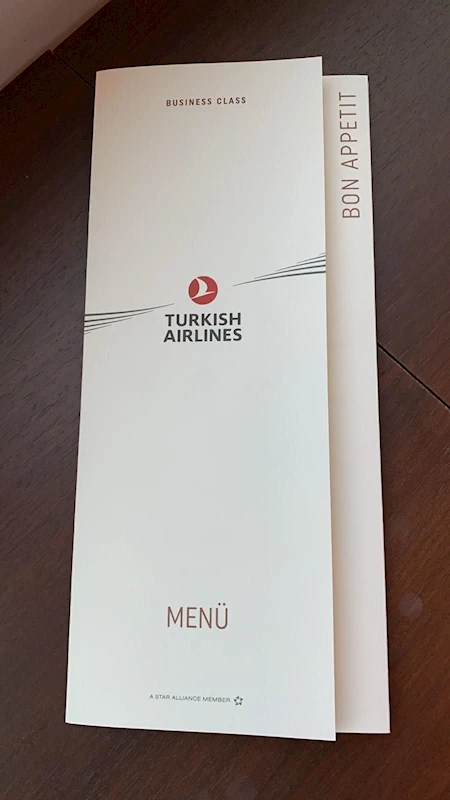 BUSINESS CLASS
BON APPETIT
TURKISH
AIRLINES
MENÜ
A STAR ALLIANCE MEMBER